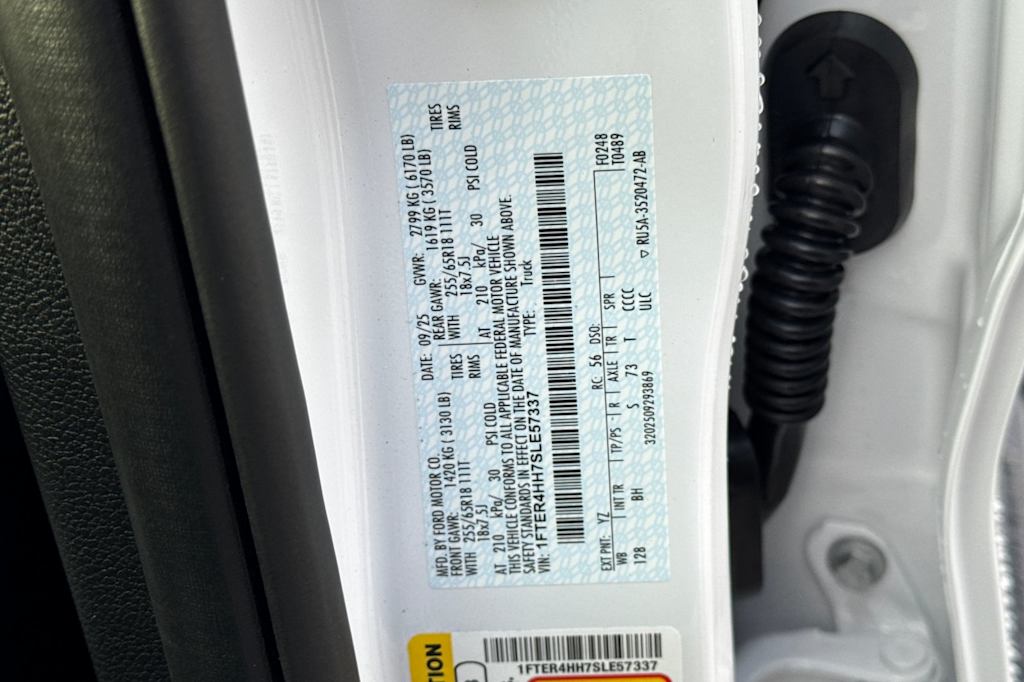 MFD. BY FORD MOTOR CO.
DATE: 09/25 GVWR: 2799 KG ( 6170 LB)
FRONT GAWR: 1420 KG ( 3130 LB)
REAR GAWR: 1619 KG ( 3570 LB)
WITH 255/65R18 111T TIRES
WITH 255/65R18 111T TIRES
18x7.5J RIMS
18x7.5J RIMS
AT 210 kPa/ 30 PSI COLD
AT 210 kPa/ 30 PSI COLD
THIS VEHICLE CONFORMS TO ALL APPLICABLE FEDERAL MOTOR VEHICLE
SAFETY STANDARDS IN EFFECT ON THE DATE OF MANUFACTURE SHOWN ABOVE.
VIN: 1FTER4HH7SLE57337 TYPE: Truck
EXT PNT: YZ RC: 56 DSO: F0248
WB INT TR TP/PS R AXLE TR SPR T0489
128 BH S 73 T CCCC
3202509293869 ULC ▽ RU5A-3520472-AB
1FTER4HH7SLE57337